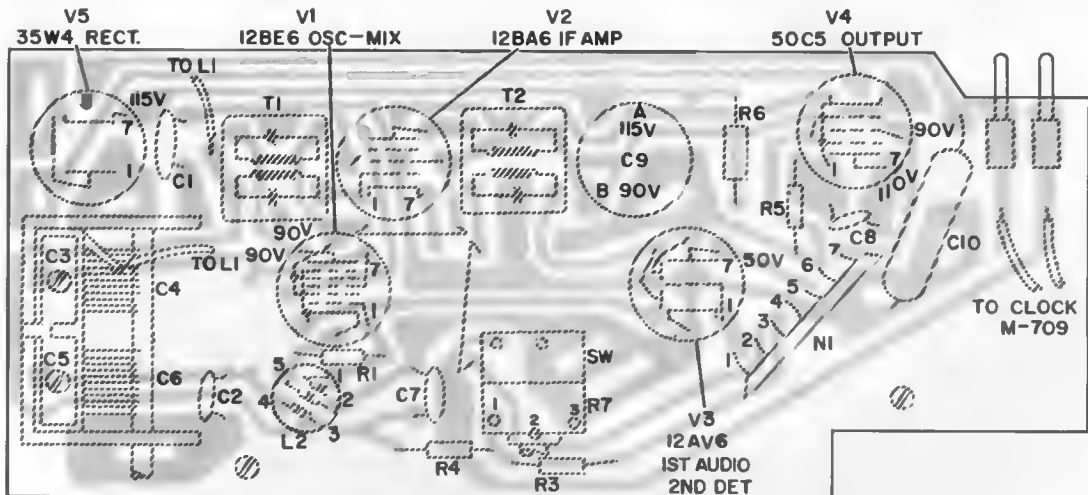 V5
35W4 RECT.
V1
12BE6 OSC-MIX
V2
12BA6 IF AMP
V4
50C5 OUTPUT
TO L1
115V
7
1
C1
T1
1 7
T2
A
115V
C9
B 90V
R6
90V
7
1
110V
R5
C8
C10
C3
C4
TO L1
90V
90V
7
1
7
50V
1
7
6
5
4
3
2
1
N1
TO CLOCK
M-709
C5
C6
C2
R1
5
1
4
2
3
L2
C7
SW
R7
1
2
3
R4
R3
V3
12AV6
1ST AUDIO
2ND DET